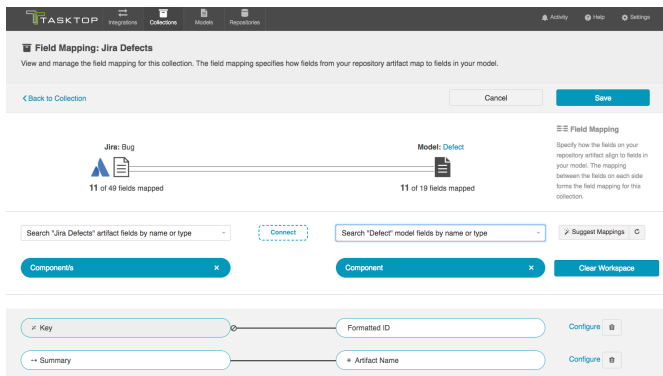 TASKTOP
Integrations
Collections
Models
Repositories
Activity
Help
Settings
Field Mapping: Jira Defects
View and manage the field mapping for this collection. The field mapping specifies how fields from your repository artifact map to fields in your model.
Back to Collection
Cancel
Save
Jira: Bug
11 of 49 fields mapped
Model: Defect
11 of 19 fields mapped
Field Mapping
Specify how the fields on your
repository artifact align to fields in
your model. The mapping
between the fields on each side
forms the field mapping for this
collection.
Search "Jira Defects" artifact fields by name or type
Connect
Search "Defect" model fields by name or type
Suggest Mappings
Component/s
Component
Clear Workspace
Key
Formatted ID
Configure
Summary
* Artifact Name
Configure